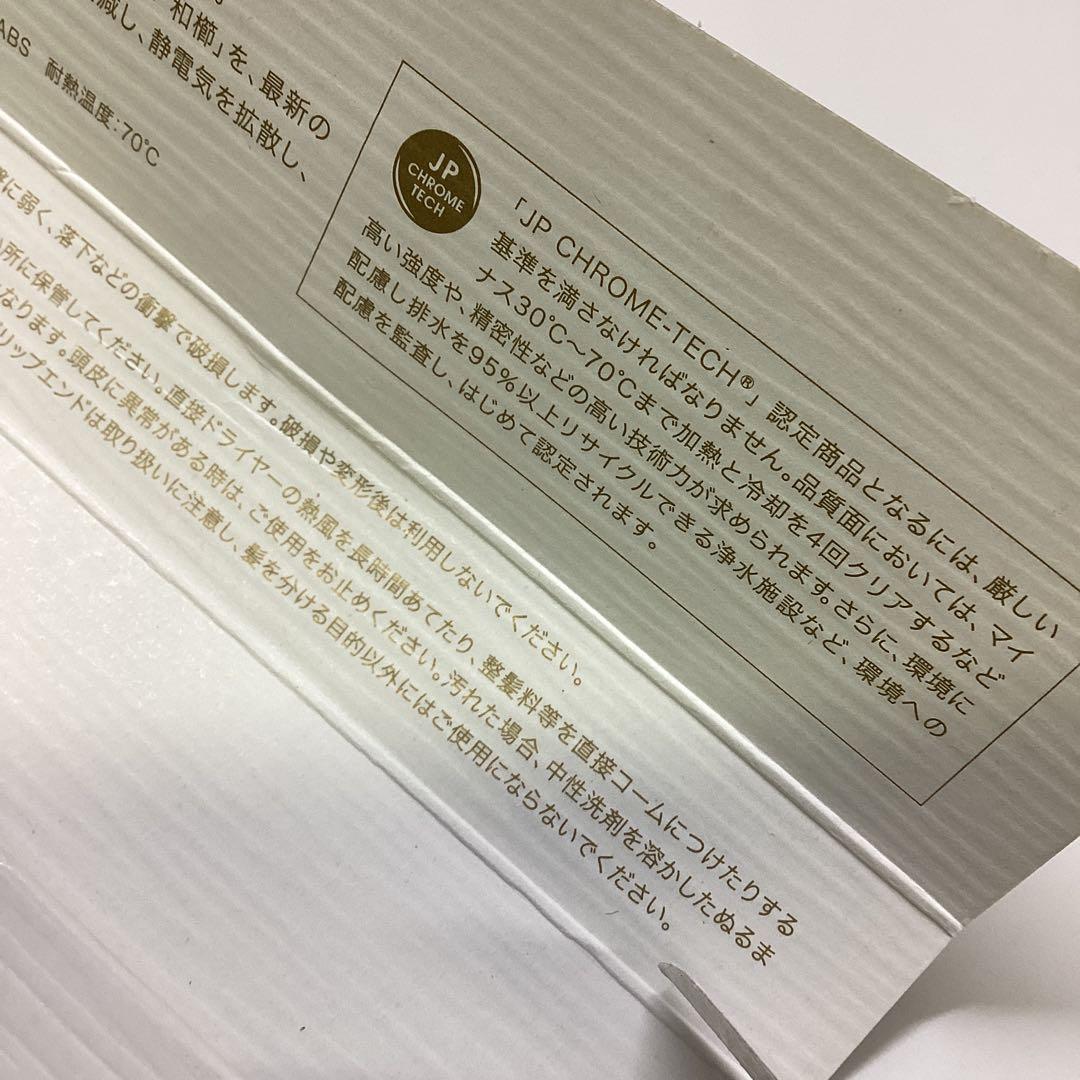 和櫛」を、最新の
減し、静電気を拡散し、
ABS 耐熱温度:70℃
JP
CHROME
TECH
「JP CHROME-TECH®」認定商品となるには、厳しい
基準を満さなければなりません。品質面においては、マイ
ナス30℃〜70℃まで加熱と冷却を4回クリアするなど
高い強度や、精密性などの高い技術力が求められます。さらに、環境に
配慮し排水を95%以上リサイクルできる浄水施設など、環境への
配慮を監査し、はじめて認定されます。
に弱く、落下などの衝撃で破損します。破損や変形後は利用しないでください。
所に保管してください。直接ドライヤーの熱風を長時間あてたり、整髪料等を直接コームにつけたりする
なります。頭皮に異常がある時は、ご使用をお止めください。汚れた場合、中性洗剤を溶かしたぬるま
リップエンドは取り扱いに注意し、髪を分ける目的以外にはご使用にならないでください。